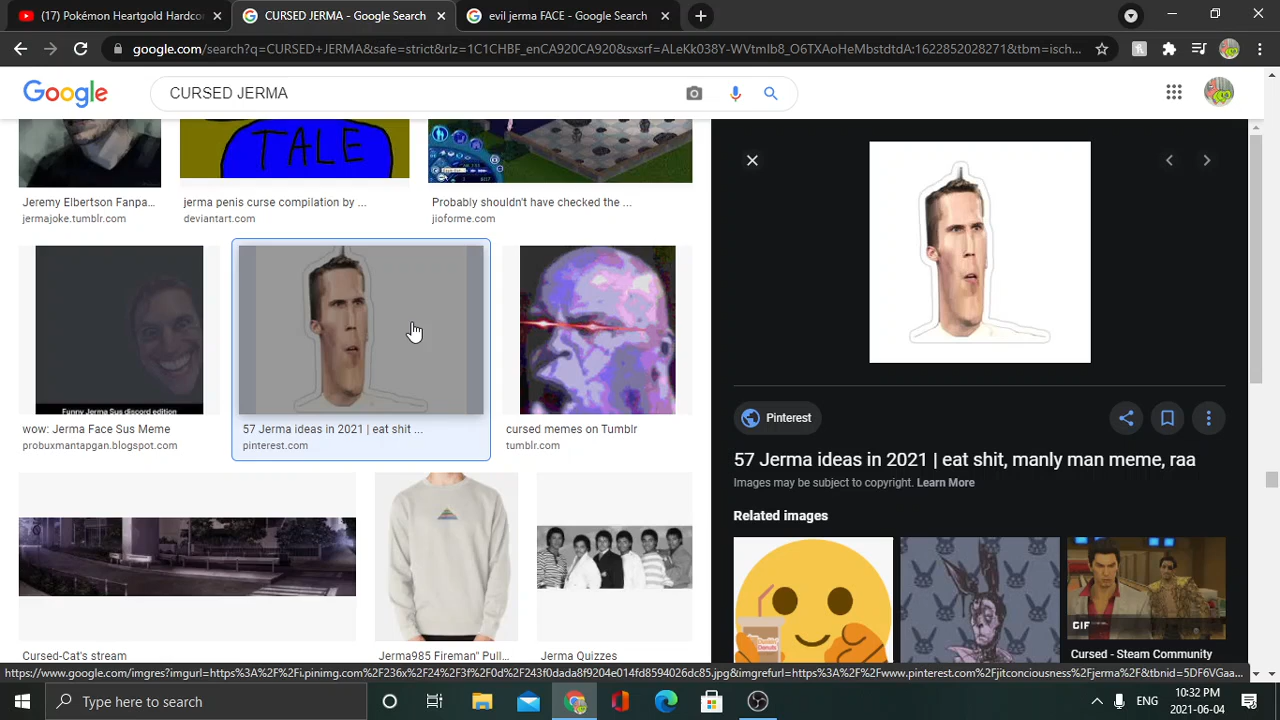 (17) Pokémon Heartgold Hardco
CURSED JERMA - Google Search
evil jerma FACE - Google Search
google.com/search?q=CURSED+JERMA&safe=strict&rlz=1C1CHBF_enCA920CA920&sxsrf=ALeKk038Y-WVtmIb8_O6TXAoHeMbstdtdA:1622852028271&tbm=isch...
Google
CURSED JERMA
TALE
Jeremy Elbertson Fanpa...
jermajoke.tumblr.com
jerma penis curse compilation by ...
deviantart.com
Probably shouldn't have checked the ...
jioforme.com
Funny Jerma Sus discord edition
wow: Jerma Face Sus Meme
probuxmantapgan.blogspot.com
57 Jerma ideas in 2021 | eat shit ...
pinterest.com
cursed memes on Tumblr
tumblr.com
Cursed-Cat's stream
Jerma985 Fireman" Pull...
Jerma Quizzes
Pinterest
57 Jerma ideas in 2021 | eat shit, manly man meme, raa
Images may be subject to copyright. Learn More
Related images
GIF
Cursed - Steam Community
https://www.google.com/imgres?imgurl=https%3A%2F%2Fi.pinimg.com%2F236x%2F24%2F3f%2F0d%2F243f0dada8f9204e014fd8594026dc85.jpg&imgrefurl=https%3A%2F%2Fwww.pinterest.com%2Fjitconciousness%2Fjerma%2F&tbnid=5DF6VGaa...
Type here to search
ENG
10:32 PM
2021-06-04